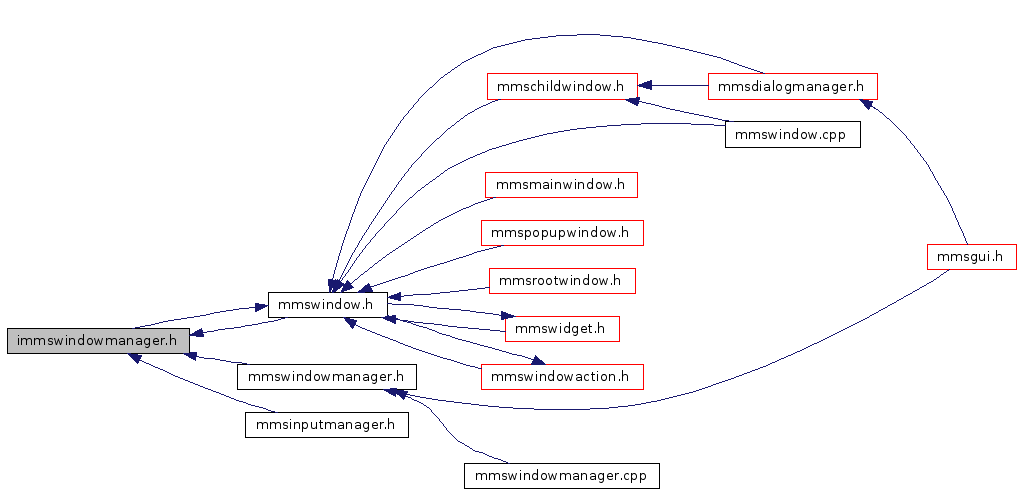 mmschildwindow.h
mmsdialogmanager.h
mmswindow.cpp
mmsmainwindow.h
mmspopupwindow.h
mmsgui.h
mmsrootwindow.h
mmswindow.h
mmswidget.h
immswindowmanager.h
mmswindowmanager.h
mmswindowaction.h
mmsinputmanager.h
mmswindowmanager.cpp